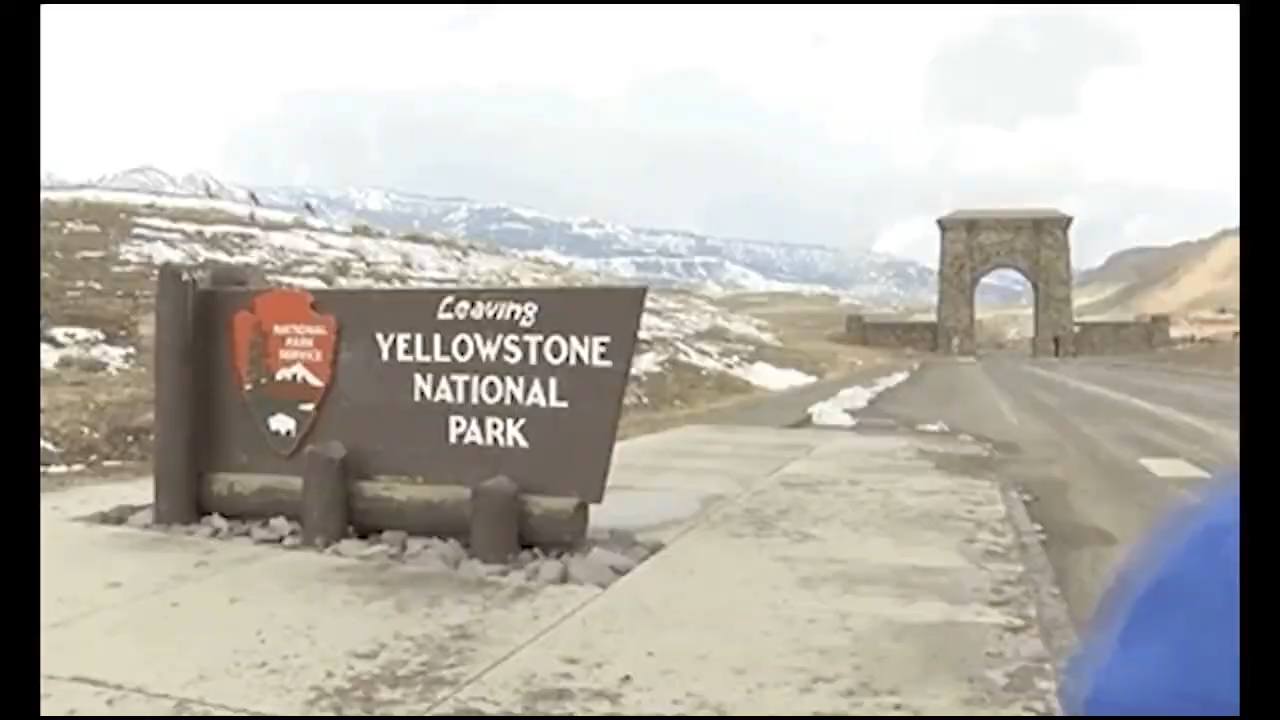 Leaving
YELLOWSTONE
NATIONAL
PARK
NATIONAL
PARK
SERVICE